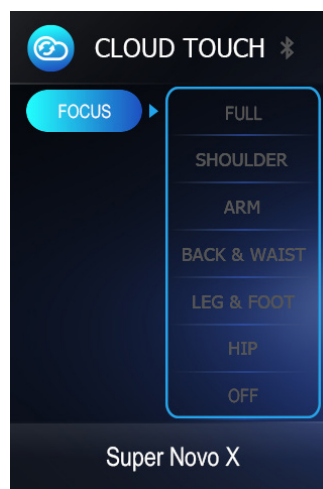 CLOUD TOUCH
FOCUS
FULL
SHOULDER
ARM
BACK & WAIST
LEG & FOOT
HIP
OFF
Super Novo X